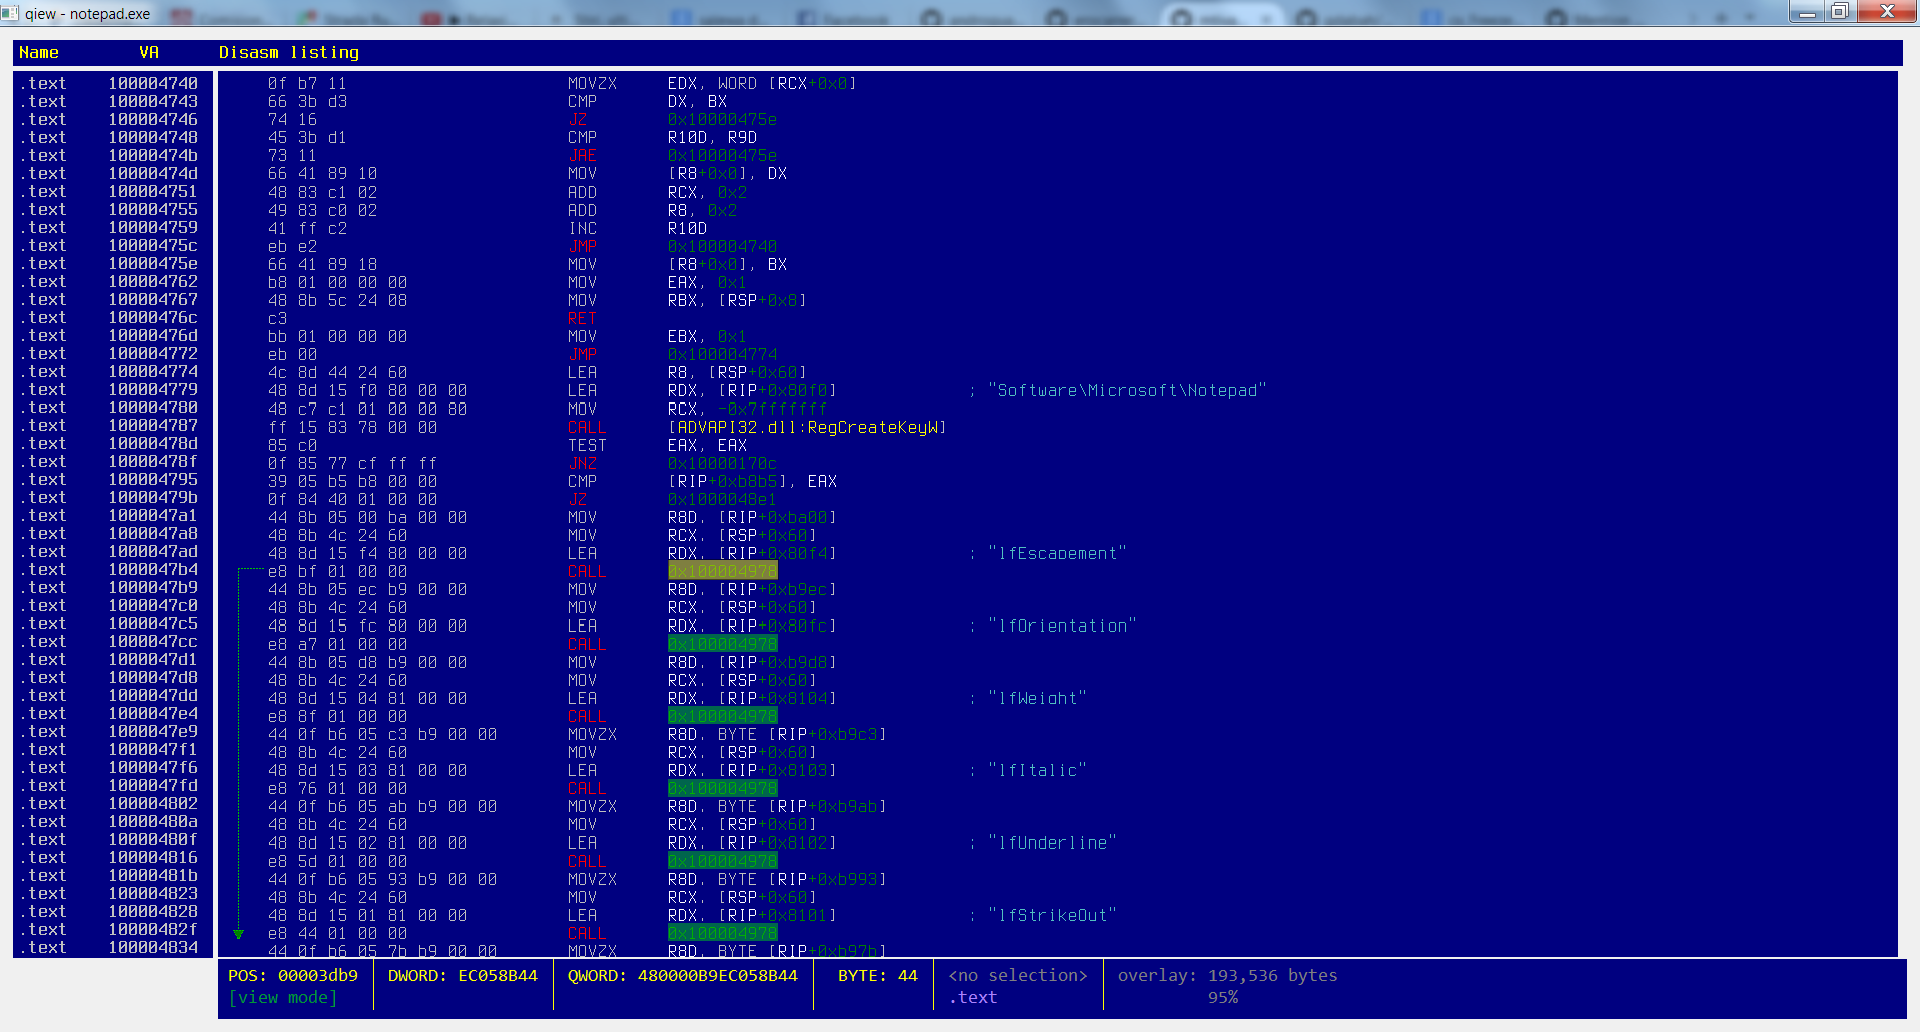 qiew - notepad.exe
Name VA Disasm listing
.text 100004740 0f b7 11 MOVZX EDX, WORD [RCX+0x0]
.text 100004743 66 3b d3 CMP DX, BX
.text 100004746 74 16 JZ 0x10000475e
.text 100004748 45 3b d1 CMP R10D, R9D
.text 10000474b 73 11 JAE 0x10000475e
.text 10000474d 66 41 89 10 MOV [R8+0x0], DX
.text 100004751 48 83 c1 02 ADD RCX, 0x2
.text 100004755 49 83 c0 02 ADD R8, 0x2
.text 100004759 41 ff c2 INC R10D
.text 10000475c eb e2 JMP 0x100004740
.text 10000475e 66 41 89 18 MOV [R8+0x0], BX
.text 100004762 b8 01 00 00 00 MOV EAX, 0x1
.text 100004767 48 8b 5c 24 08 MOV RBX, [RSP+0x8]
.text 10000476c c3 RET
.text 10000476d bb 01 00 00 00 MOV EBX, 0x1
.text 100004772 eb 00 JMP 0x100004774
.text 100004774 4c 8d 44 24 60 LEA R8, [RSP+0x60]
.text 100004779 48 8d 15 f0 80 00 00 LEA RDX, [RIP+0x80f0] ; "Software\Microsoft\Notepad"
.text 100004780 48 c7 c1 01 00 00 80 MOV RCX, -0x7fffffff
.text 100004787 ff 15 83 78 00 00 CALL [ADVAPI32.dll:RegCreateKeyW]
.text 10000478d 85 c0 TEST EAX, EAX
.text 10000478f 0f 85 77 cf ff ff JNZ 0x10000170c
.text 100004795 39 05 b5 b8 00 00 CMP [RIP+0xb8b5], EAX
.text 10000479b 0f 84 40 01 00 00 JZ 0x1000048e1
.text 1000047a1 44 8b 05 00 ba 00 00 MOV R8D, [RIP+0xba00]
.text 1000047a8 48 8b 4c 24 60 MOV RCX, [RSP+0x60]
.text 1000047ad 48 8d 15 f4 80 00 00 LEA RDX, [RIP+0x80f4] ; "lfEscapement"
.text 1000047b4 e8 bf 01 00 00 CALL 0x100004978
.text 1000047b9 44 8b 05 ec b9 00 00 MOV R8D, [RIP+0xb9ec]
.text 1000047c0 48 8b 4c 24 60 MOV RCX, [RSP+0x60]
.text 1000047c5 48 8d 15 fc 80 00 00 LEA RDX, [RIP+0x80fc] ; "lfOrientation"
.text 1000047cc e8 a7 01 00 00 CALL 0x100004978
.text 1000047d1 44 8b 05 d8 b9 00 00 MOV R8D, [RIP+0xb9d8]
.text 1000047d8 48 8b 4c 24 60 MOV RCX, [RSP+0x60]
.text 1000047dd 48 8d 15 04 81 00 00 LEA RDX, [RIP+0x8104] ; "lfWeight"
.text 1000047e4 e8 8f 01 00 00 CALL 0x100004978
.text 1000047e9 44 0f b6 05 c3 b9 00 00 MOVZX R8D, BYTE [RIP+0xb9c3]
.text 1000047f1 48 8b 4c 24 60 MOV RCX, [RSP+0x60]
.text 1000047f6 48 8d 15 03 81 00 00 LEA RDX, [RIP+0x8103] ; "lfItalic"
.text 1000047fd e8 76 01 00 00 CALL 0x100004978
.text 100004802 44 0f b6 05 ab b9 00 00 MOVZX R8D, BYTE [RIP+0xb9ab]
.text 10000480a 48 8b 4c 24 60 MOV RCX, [RSP+0x60]
.text 10000480f 48 8d 15 02 81 00 00 LEA RDX, [RIP+0x8102] ; "lfUnderline"
.text 100004816 e8 5d 01 00 00 CALL 0x100004978
.text 10000481b 44 0f b6 05 93 b9 00 00 MOVZX R8D, BYTE [RIP+0xb993]
.text 100004823 48 8b 4c 24 60 MOV RCX, [RSP+0x60]
.text 100004828 48 8d 15 01 81 00 00 LEA RDX, [RIP+0x8101] ; "lfStrikeOut"
.text 10000482f e8 44 01 00 00 CALL 0x100004978
.text 100004834 44 0f b6 05 7b b9 00 00 MOVZX R8D, BYTE [RIP+0xb97b]
POS: 00003db9 DWORD: EC058B44 QWORD: 480000B9EC058B44 BYTE: 44 <no selection> overlay: 193,536 bytes
[view mode] .text 95%